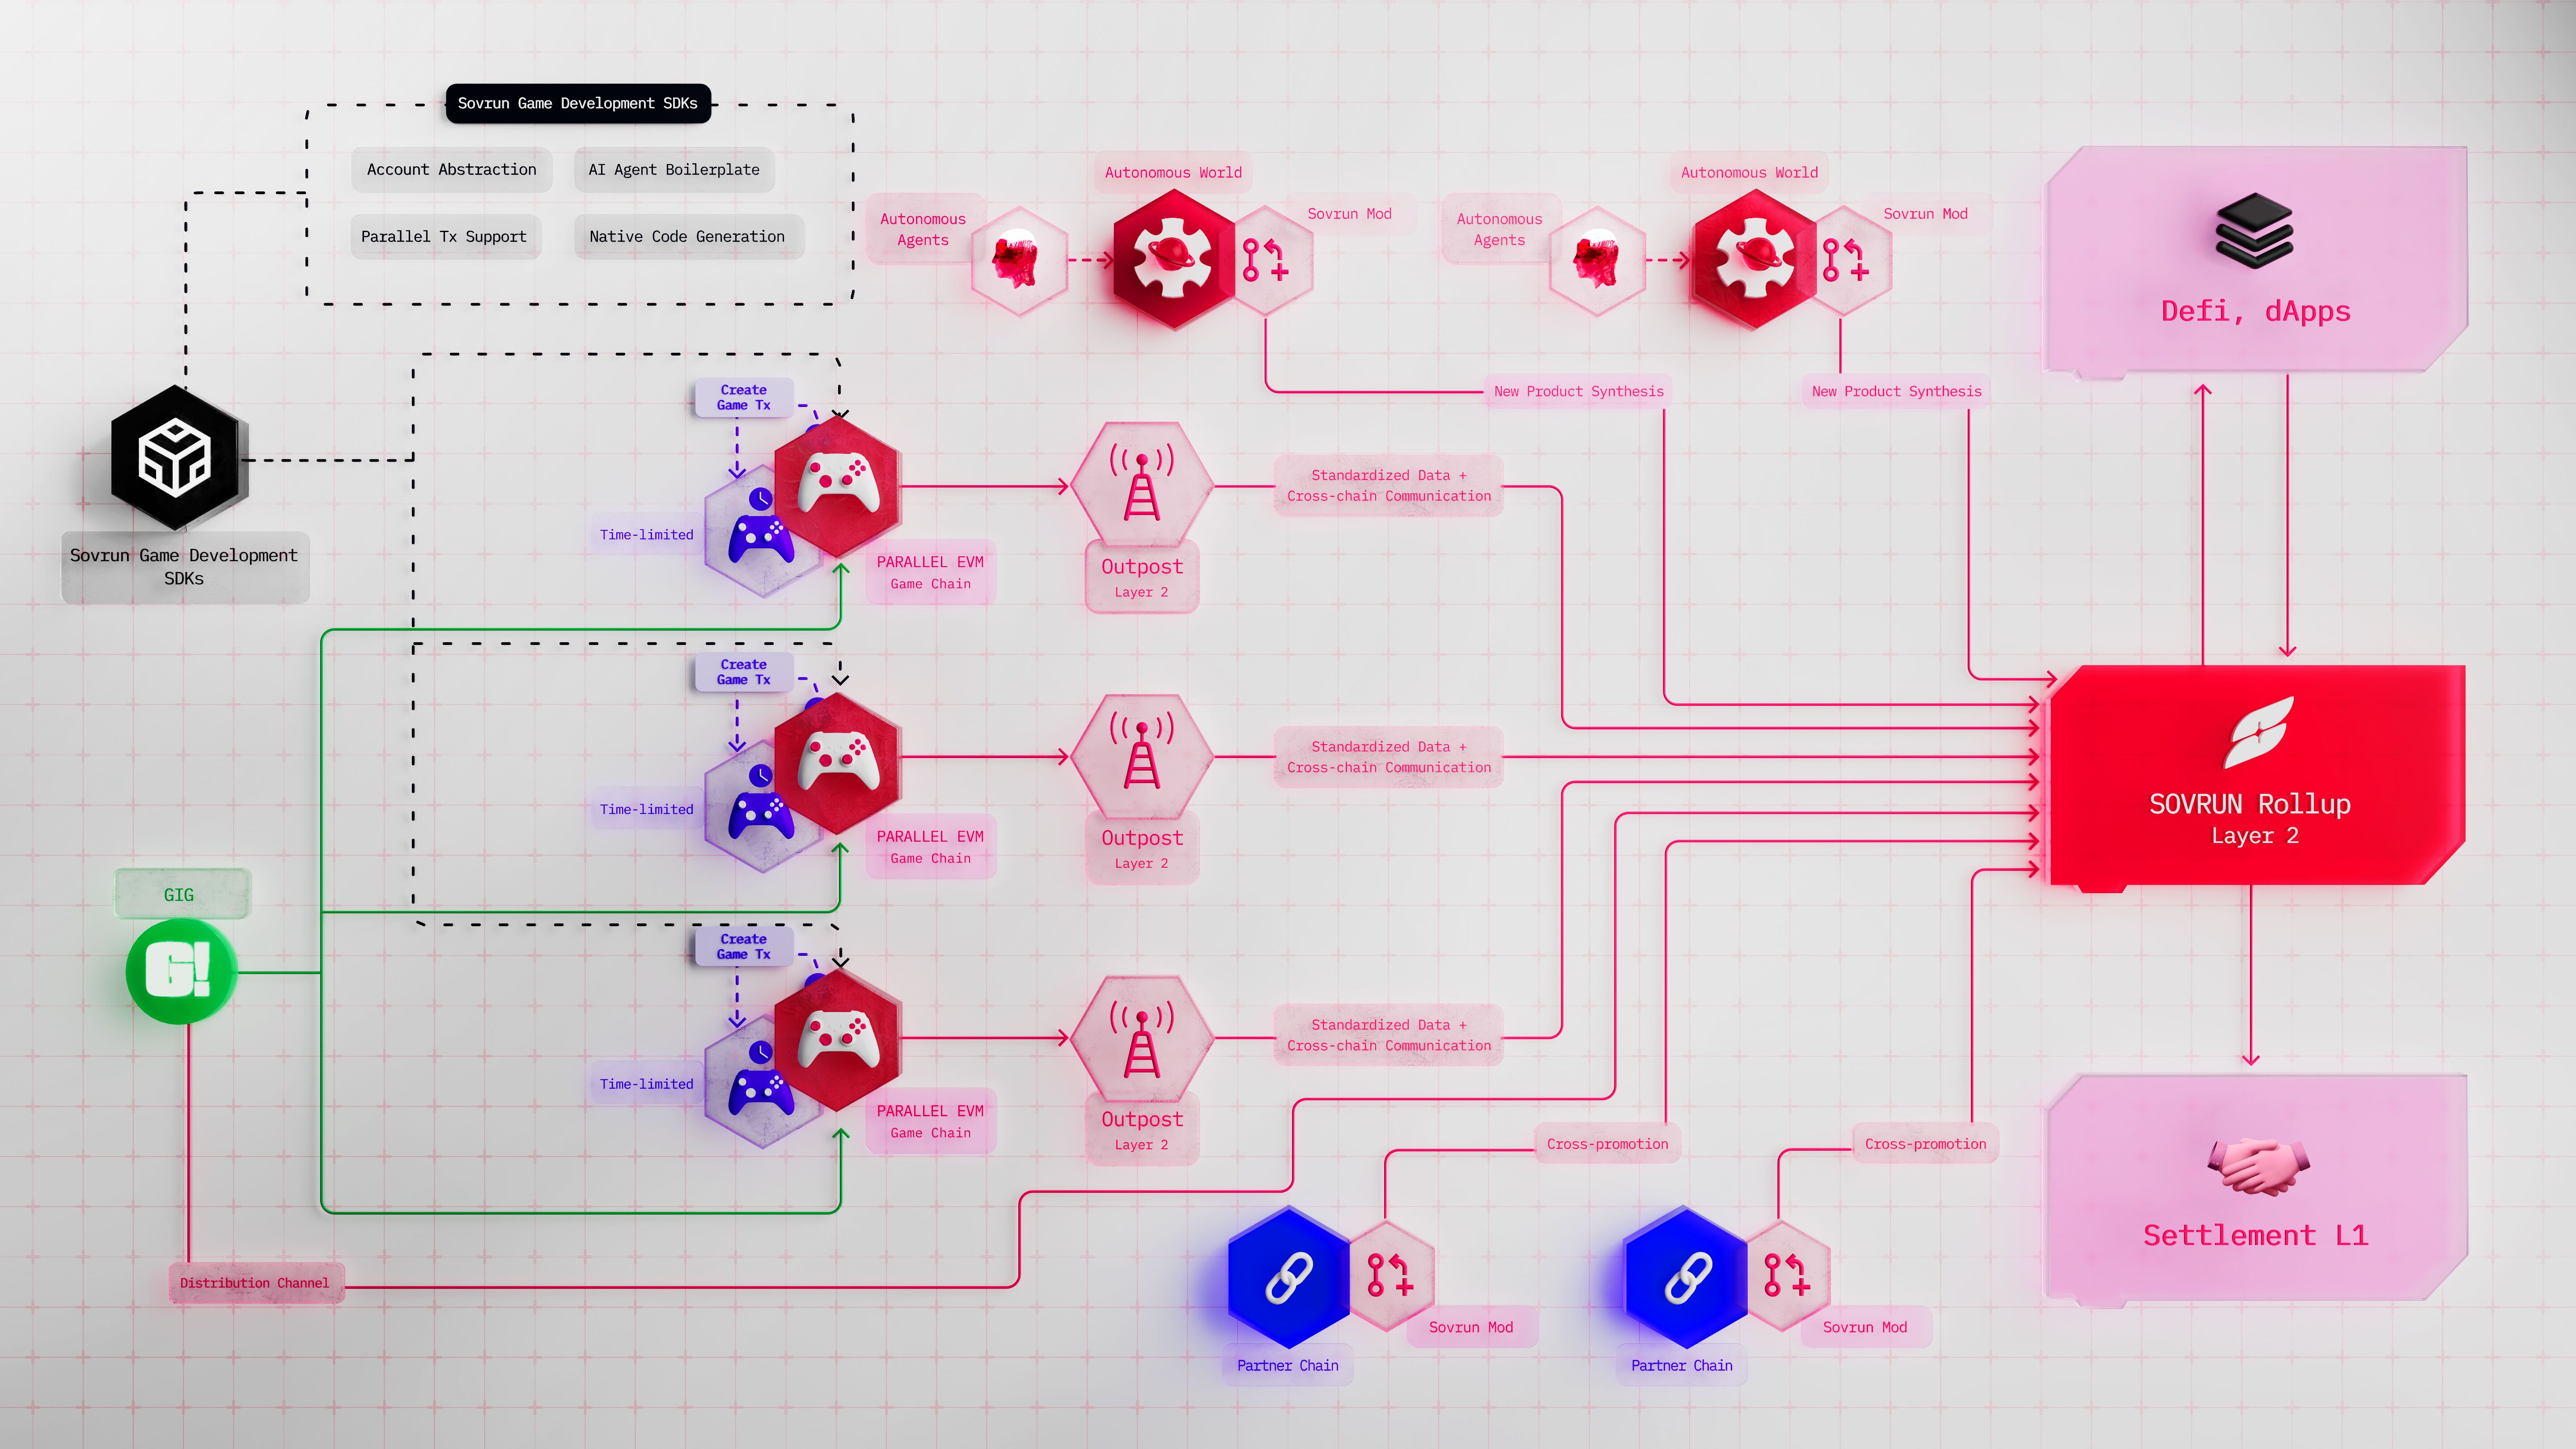 Sovrun Game Development SDKs
Account Abstraction
AI Agent Boilerplate
Parallel Tx Support
Native Code Generation
Autonomous
Agents
Autonomous World
Sovrun Mod
Autonomous
Agents
Autonomous World
Sovrun Mod
Defi, dApps
New Product Synthesis
New Product Synthesis
Sovrun Game Development
SDKs
Create
Game Tx
Time-limited
PARALLEL EVM
Game Chain
Outpost
Layer 2
Standardized Data +
Cross-chain Communication
Create
Game Tx
Time-limited
PARALLEL EVM
Game Chain
Outpost
Layer 2
Standardized Data +
Cross-chain Communication
SOVRUN Rollup
Layer 2
GIG
G!
Create
Game Tx
Time-limited
PARALLEL EVM
Game Chain
Outpost
Layer 2
Standardized Data +
Cross-chain Communication
Cross-promotion
Cross-promotion
Distribution Channel
Partner Chain
Sovrun Mod
Partner Chain
Sovrun Mod
Settlement L1